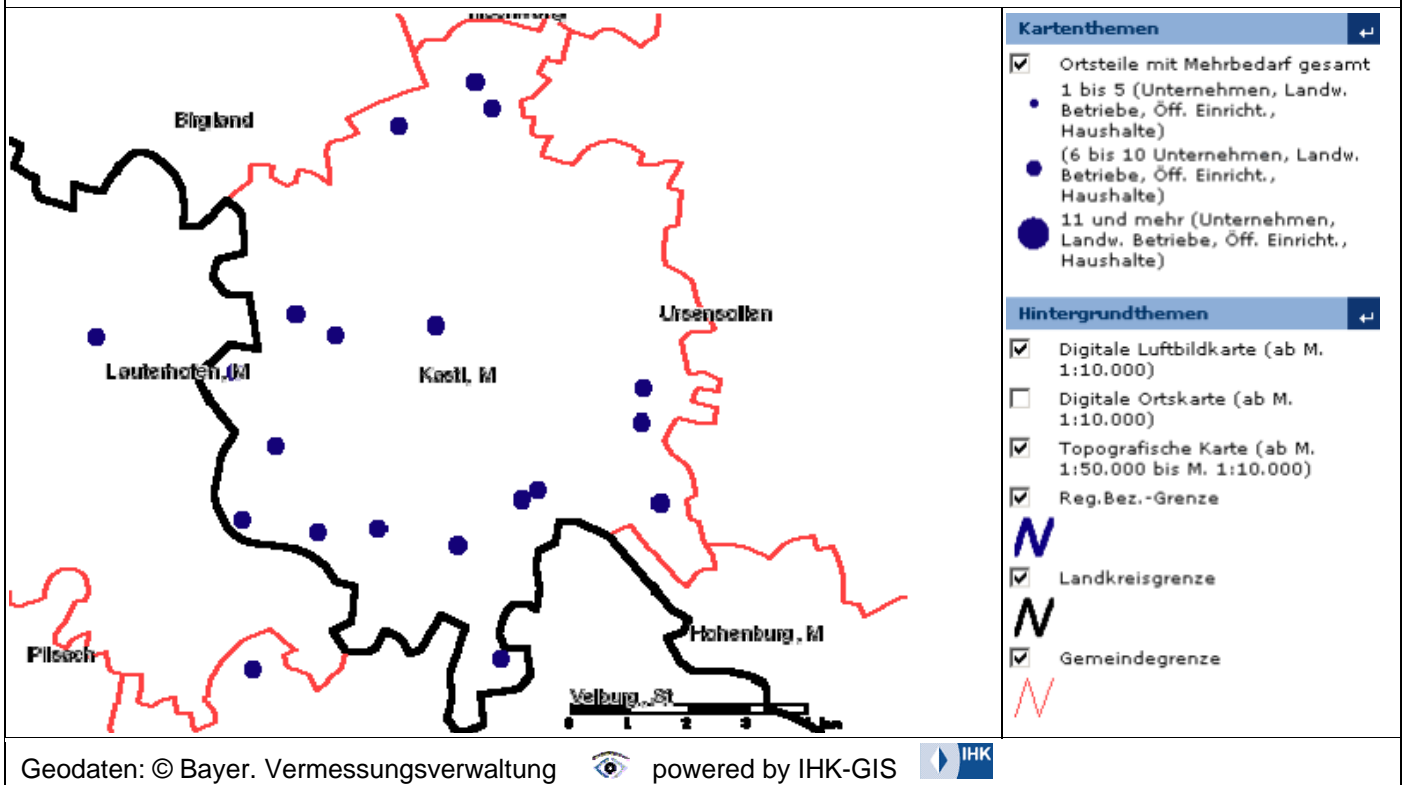 Birgland
Ursensollen
Lauterhofen, M
Kastl, M
Pilsach
Hohenburg, M
Velburg, St
0 1 2 3 km
Kartenthemen
Ortsteile mit Mehrbedarf gesamt
1 bis 5 (Unternehmen, Landw.
Betriebe, Öff. Einricht.,
Haushalte)
(6 bis 10 Unternehmen, Landw.
Betriebe, Öff. Einricht.,
Haushalte)
11 und mehr (Unternehmen,
Landw. Betriebe, Öff. Einricht.,
Haushalte)
Hintergrundthemen
Digitale Luftbildkarte (ab M.
1:10.000)
Digitale Ortskarte (ab M.
1:10.000)
Topografische Karte (ab M.
1:50.000 bis M. 1:10.000)
Reg.Bez.-Grenze
Landkreisgrenze
Gemeindegrenze
Geodaten: © Bayer. Vermessungsverwaltung powered by IHK-GIS IHK